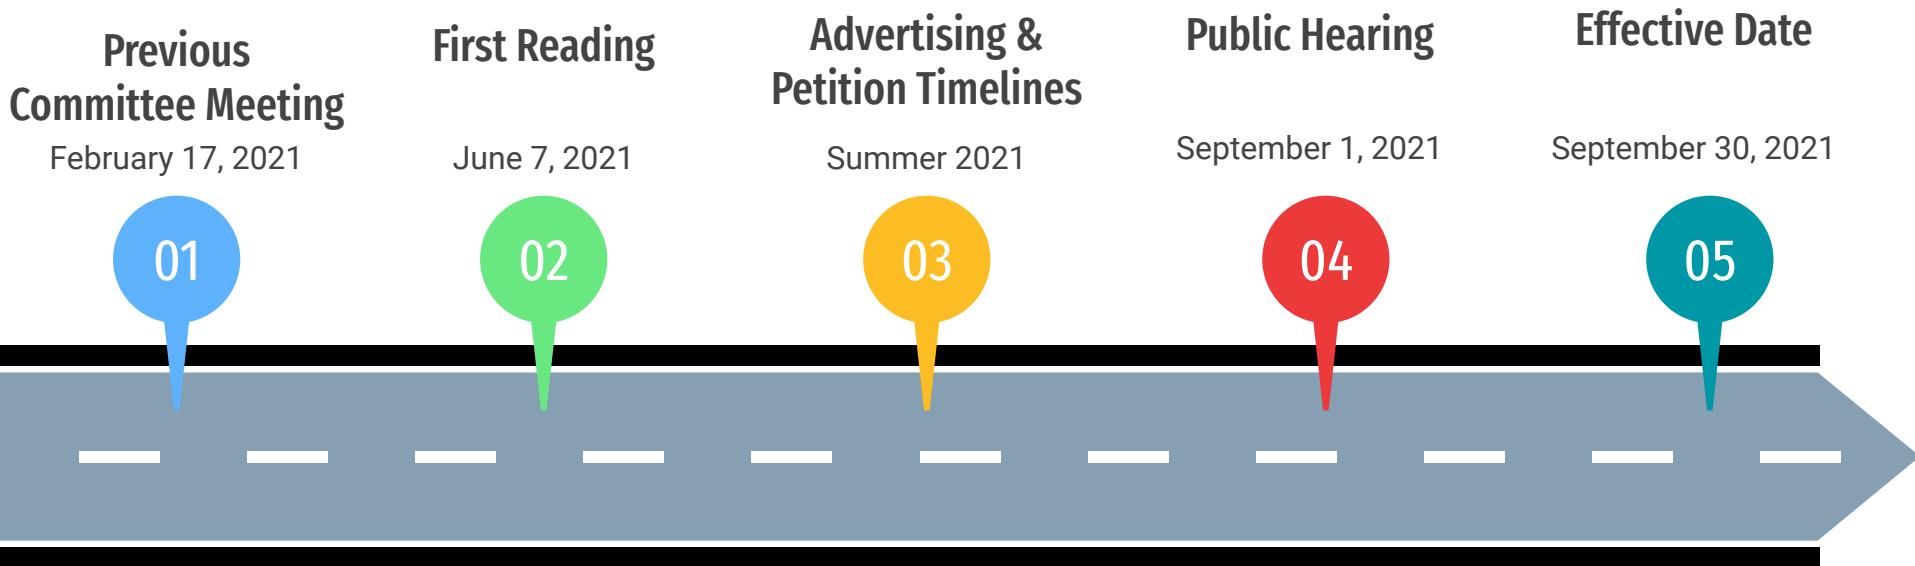 Previous
Committee Meeting
February 17, 2021
01
First Reading
June 7, 2021
02
Advertising &
Petition Timelines
Summer 2021
03
Public Hearing
September 1, 2021
04
Effective Date
September 30, 2021
05